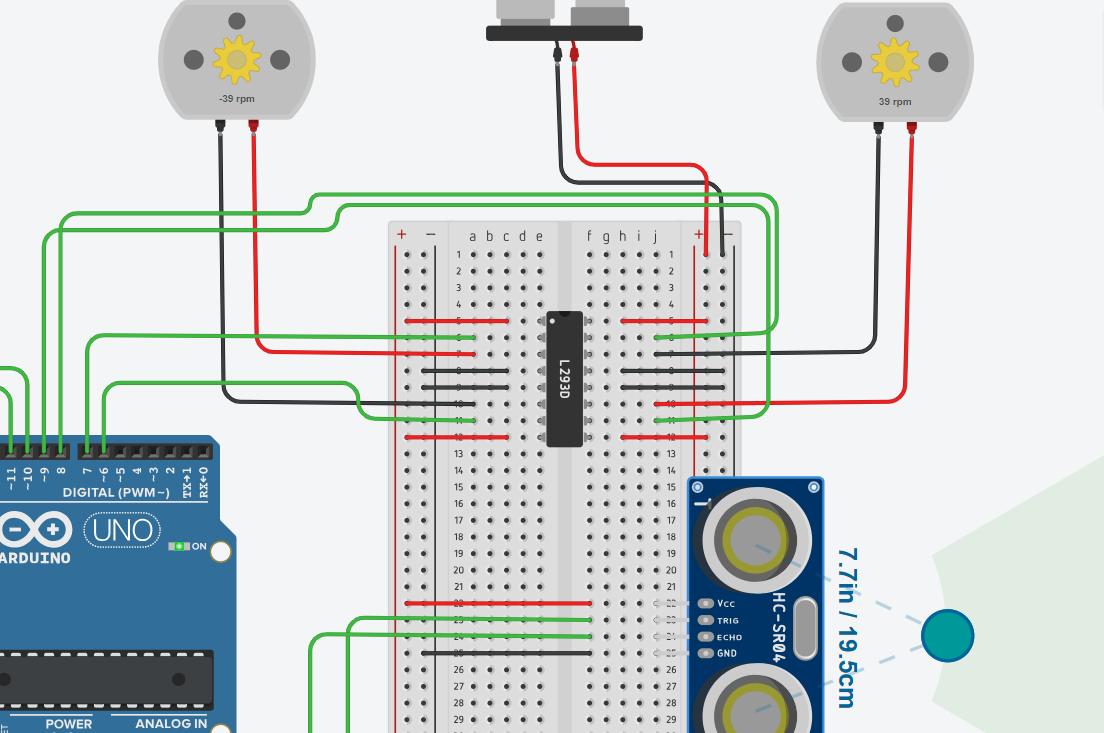 -39 rpm
39 rpm
+ − a b c d e f g h i j + −
1 1
2 2
3 3
4 4
5 5
6 6
7 7
8 8
9 9
10 10
11 11
12 12
13 13
14 14
15 15
16 16
17 17
18 18
19 19
20 20
21 21
22
23
24
25
26 26
27 27
28 28
29 29
L293D
~11 ~10 ~9 8 7 ~6 ~5 4 ~3 2 TX→1 RX←0
DIGITAL (PWM~)
UNO
ON
ARDUINO
POWER
ANALOG IN
VCC
TRIG
ECHO
GND
HC-SR04
7.7in / 19.5cm